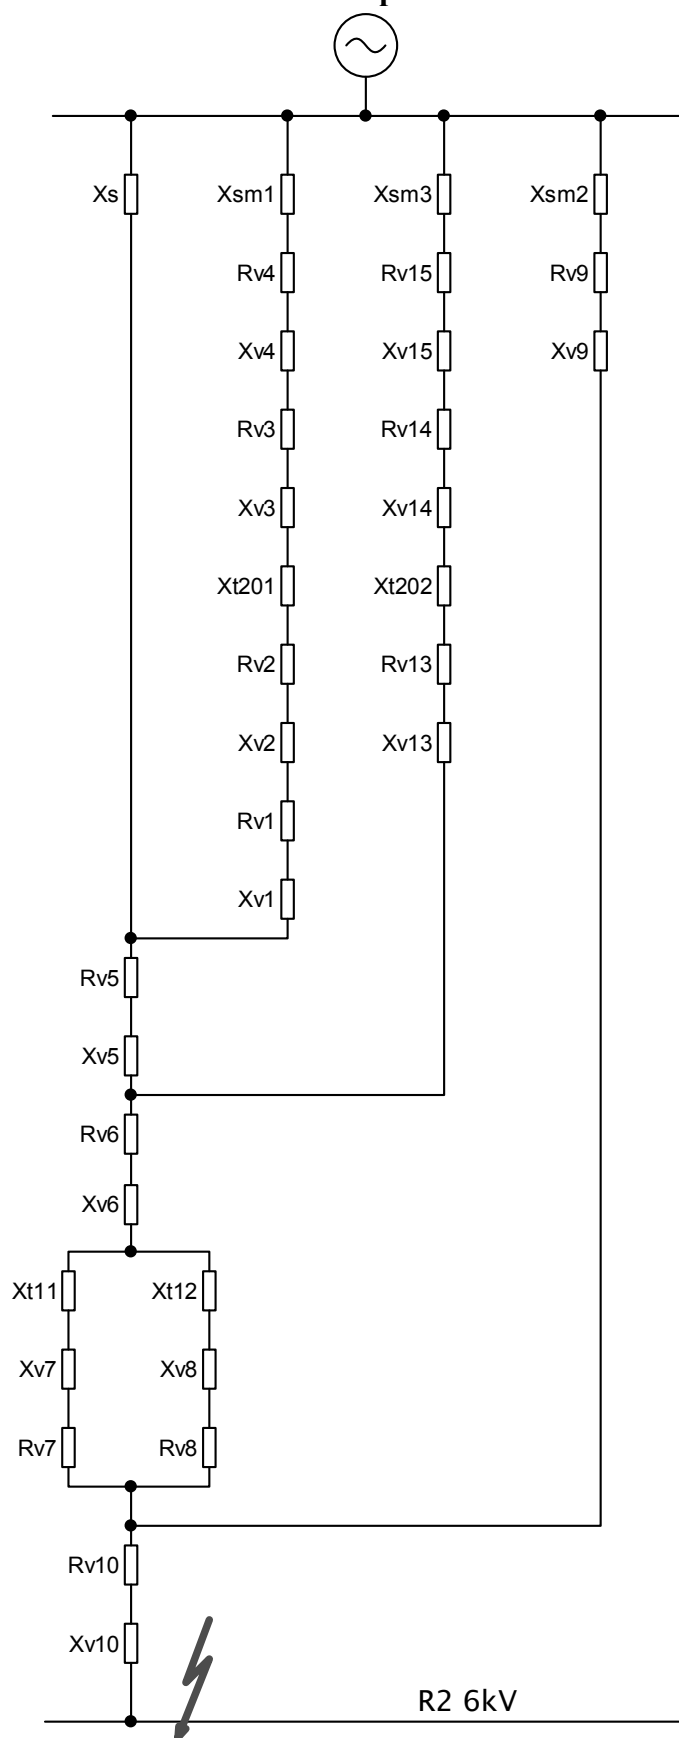 Xs Xsm1 Xsm3 Xsm2
Rv4 Rv15 Rv9
Xv4 Xv15 Xv9
Rv3 Rv14
Xv3 Xv14
Xt201 Xt202
Rv2 Rv13
Xv2 Xv13
Rv1
Xv1
Rv5
Xv5
Rv6
Xv6
Xt11 Xt12
Xv7 Xv8
Rv7 Rv8
Rv10
Xv10
R2 6kV